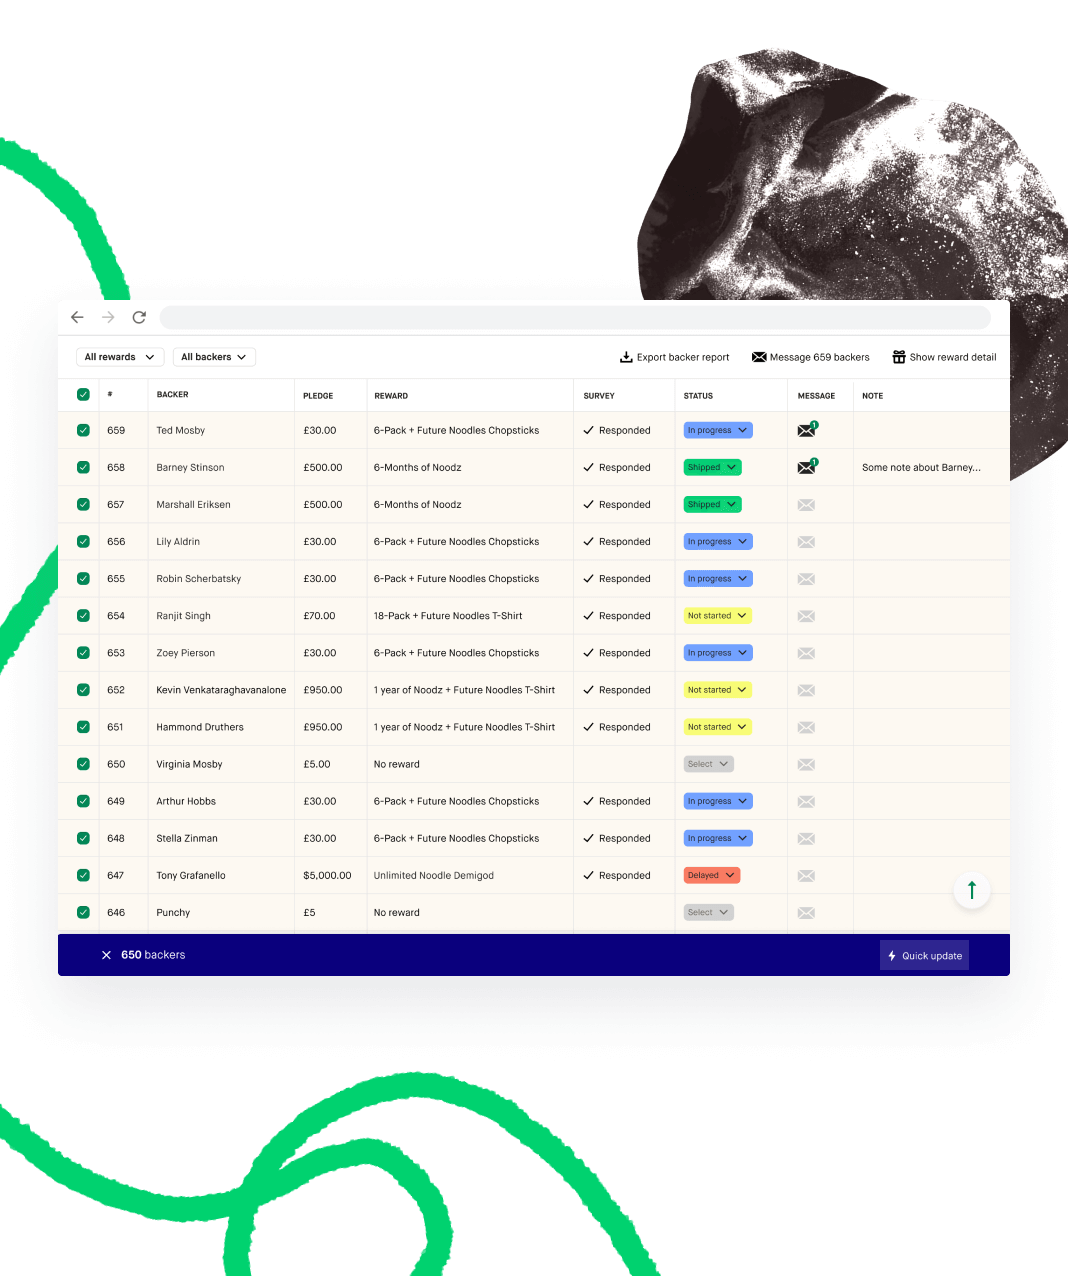 All rewards All backers Export backer report Message 659 backers Show reward detail
# BACKER PLEDGE REWARD SURVEY STATUS MESSAGE NOTE
659 Ted Mosby £30.00 6-Pack + Future Noodles Chopsticks Responded In progress 1
658 Barney Stinson £500.00 6-Months of Noodz Responded Shipped 1 Some note about Barney...
657 Marshall Eriksen £500.00 6-Months of Noodz Responded Shipped
656 Lily Aldrin £30.00 6-Pack + Future Noodles Chopsticks Responded In progress
655 Robin Scherbatsky £30.00 6-Pack + Future Noodles Chopsticks Responded In progress
654 Ranjit Singh £70.00 18-Pack + Future Noodles T-Shirt Responded Not started
653 Zoey Pierson £30.00 6-Pack + Future Noodles Chopsticks Responded In progress
652 Kevin Venkataraghavanalone £950.00 1 year of Noodz + Future Noodles T-Shirt Responded Not started
651 Hammond Druthers £950.00 1 year of Noodz + Future Noodles T-Shirt Responded Not started
650 Virginia Mosby £5.00 No reward Select
649 Arthur Hobbs £30.00 6-Pack + Future Noodles Chopsticks Responded In progress
648 Stella Zinman £30.00 6-Pack + Future Noodles Chopsticks Responded In progress
647 Tony Grafanello $5,000.00 Unlimited Noodle Demigod Responded Delayed
646 Punchy £5 No reward Select
650 backers Quick update